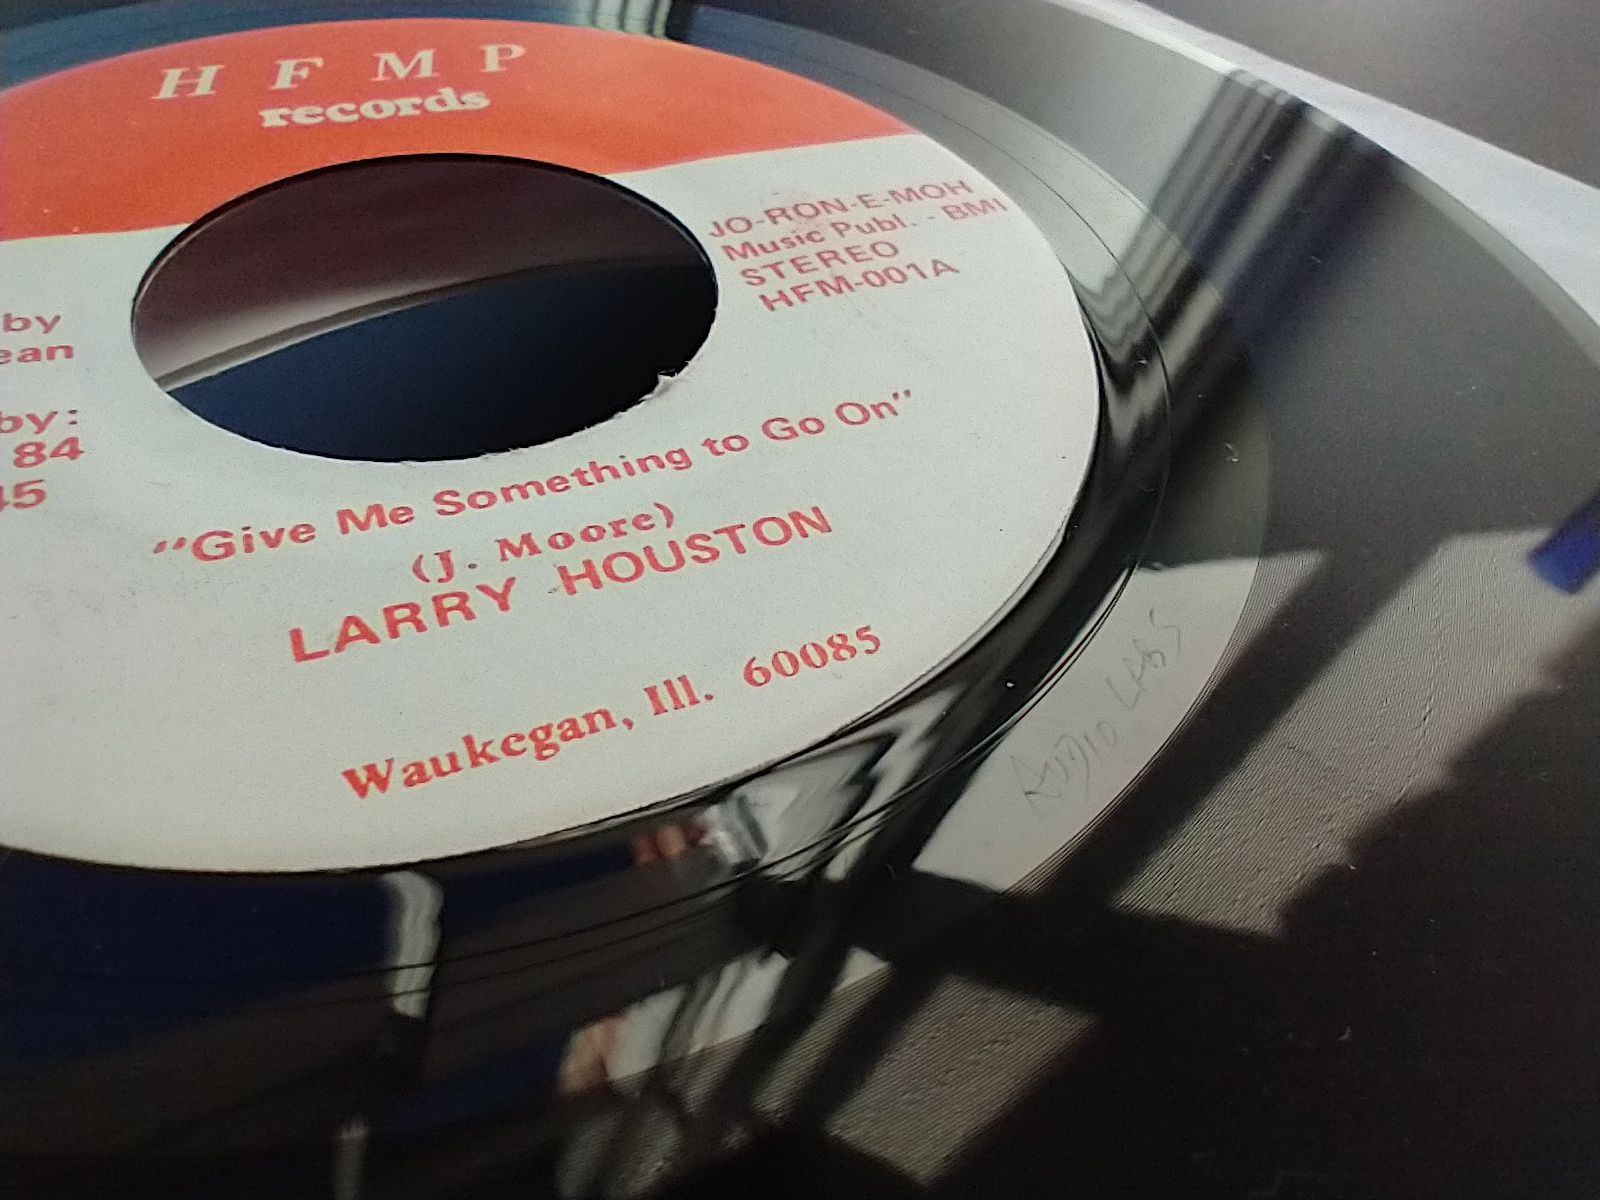 H F M P
records
JO-RON-E-MOH
Music Publ. - BMI
STEREO
HFM-001A
by
ean
by:
84
45
"Give Me Something to Go On"
(J. Moore)
LARRY HOUSTON
Waukegan, Ill. 60085
AUDIO LABS